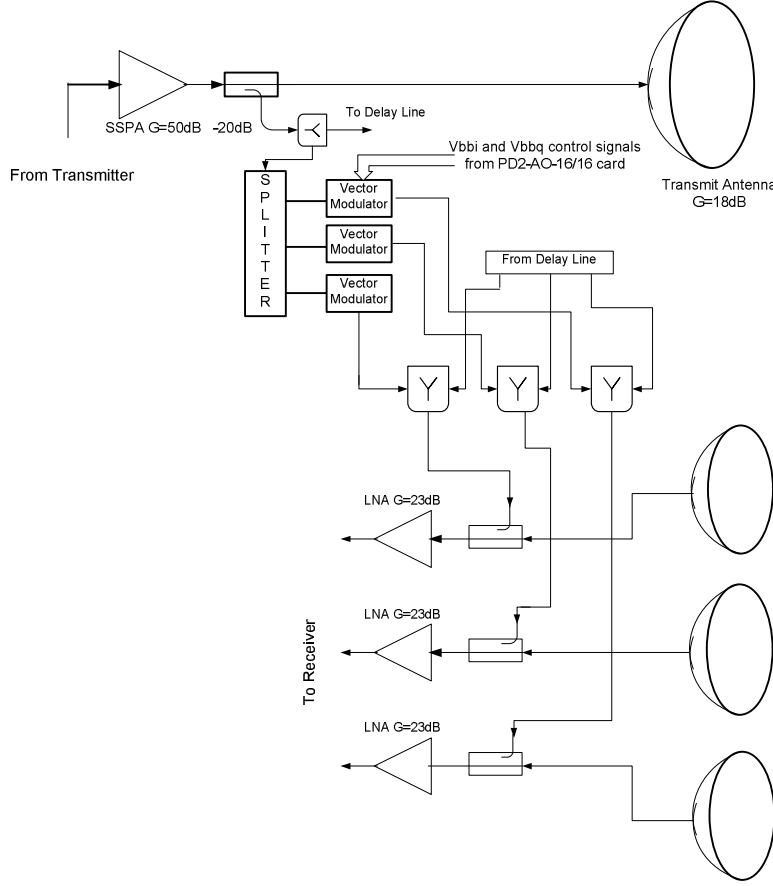 SSPA G=50dB -20dB
To Delay Line
From Transmitter
Vbbi and Vbbq control signals
from PD2-AO-16/16 card
Transmit Antenna
G=18dB
SPLITTER
Vector
Modulator
Vector
Modulator
Vector
Modulator
From Delay Line
LNA G=23dB
LNA G=23dB
To Receiver
LNA G=23dB